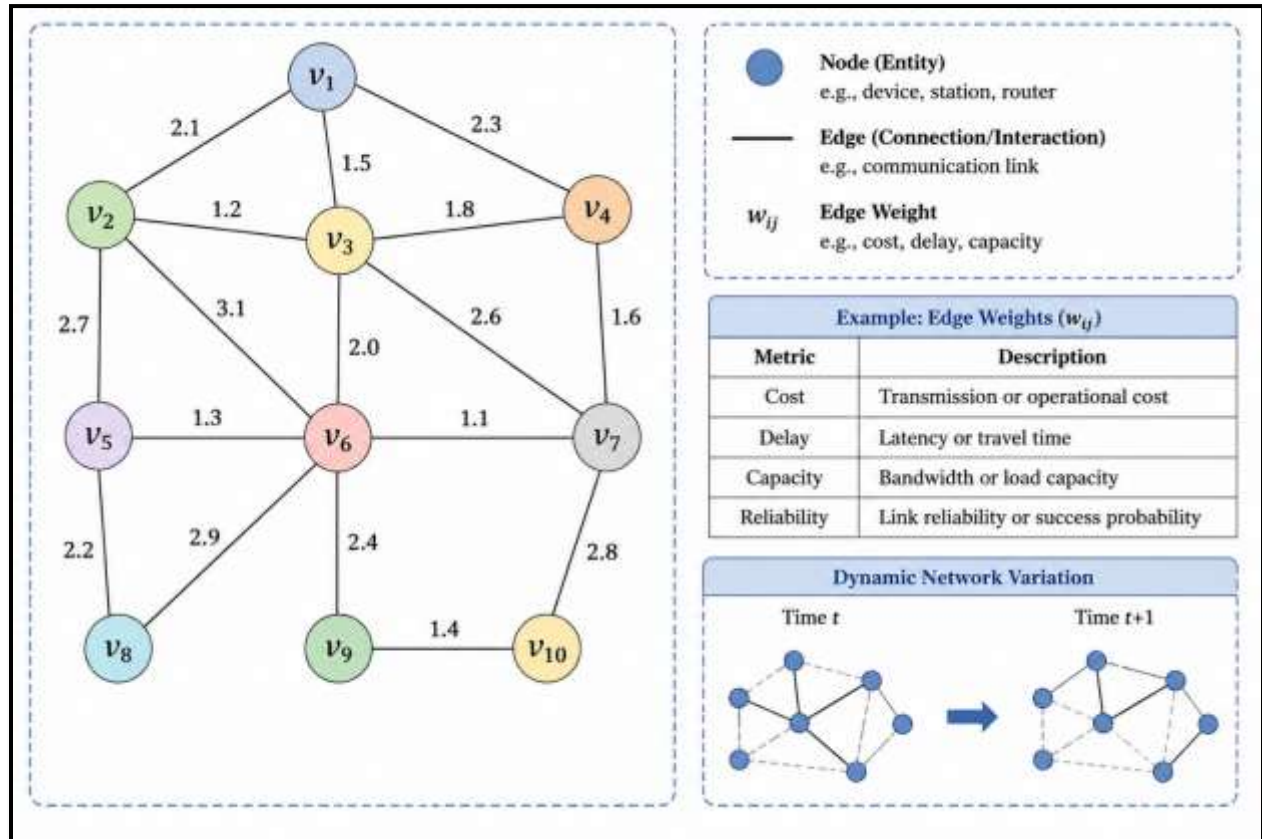 v1
2.1
2.3
1.5
v2
1.2
1.8
v4
v3
2.7
3.1
2.0
2.6
1.6
v5
1.3
v6
1.1
v7
2.2
2.9
2.4
2.8
v8
v9
1.4
v10
Node (Entity)
e.g., device, station, router
Edge (Connection/Interaction)
e.g., communication link
wij Edge Weight
e.g., cost, delay, capacity
Example: Edge Weights (wij)
Metric Description
Cost Transmission or operational cost
Delay Latency or travel time
Capacity Bandwidth or load capacity
Reliability Link reliability or success probability
Dynamic Network Variation
Time t Time t+1